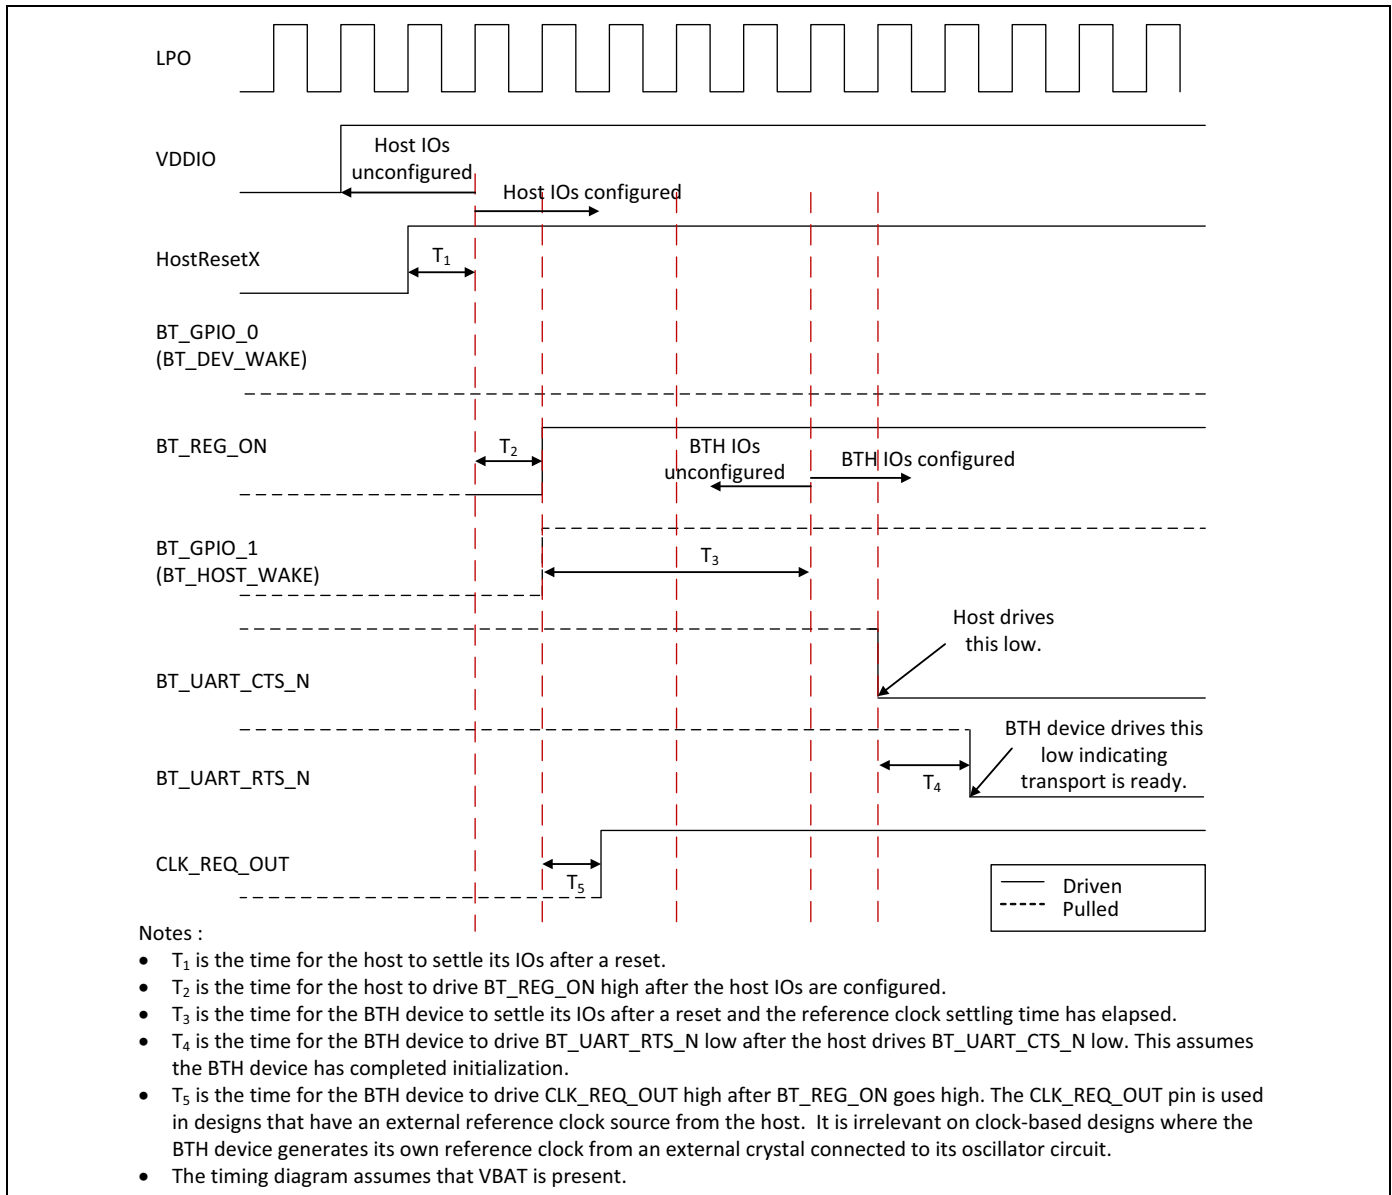 LPO
VDDIO
Host IOs
unconfigured
Host IOs configured
HostResetX
T₁
BT_GPIO_0
(BT_DEV_WAKE)
BT_REG_ON
T₂
BTH IOs
unconfigured
BTH IOs configured
BT_GPIO_1
(BT_HOST_WAKE)
T₃
Host drives
this low.
BT_UART_CTS_N
BTH device drives this
low indicating
transport is ready.
BT_UART_RTS_N
T₄
CLK_REQ_OUT
T₅
Driven
Pulled
Notes :
• T₁ is the time for the host to settle its IOs after a reset.
• T₂ is the time for the host to drive BT_REG_ON high after the host IOs are configured.
• T₃ is the time for the BTH device to settle its IOs after a reset and the reference clock settling time has elapsed.
• T₄ is the time for the BTH device to drive BT_UART_RTS_N low after the host drives BT_UART_CTS_N low. This assumes
the BTH device has completed initialization.
• T₅ is the time for the BTH device to drive CLK_REQ_OUT high after BT_REG_ON goes high. The CLK_REQ_OUT pin is used
in designs that have an external reference clock source from the host.  It is irrelevant on clock-based designs where the
BTH device generates its own reference clock from an external crystal connected to its oscillator circuit.
• The timing diagram assumes that VBAT is present.